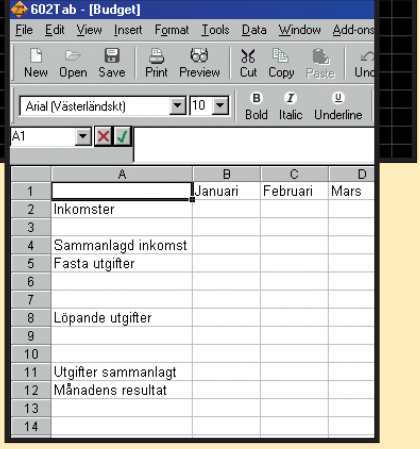 602Tab - [Budget]
File Edit View Insert Format Tools Data Window Add-ons
New Open Save Print Preview Cut Copy Paste Und
Arial (Västerländskt) 10 B Bold I Italic U Underline
A1
A B C D
1 Januari Februari Mars
2 Inkomster
3
4 Sammanlagd inkomst
5 Fasta utgifter
6
7
8 Löpande utgifter
9
10
11 Utgifter sammanlagt
12 Månadens resultat
13
14